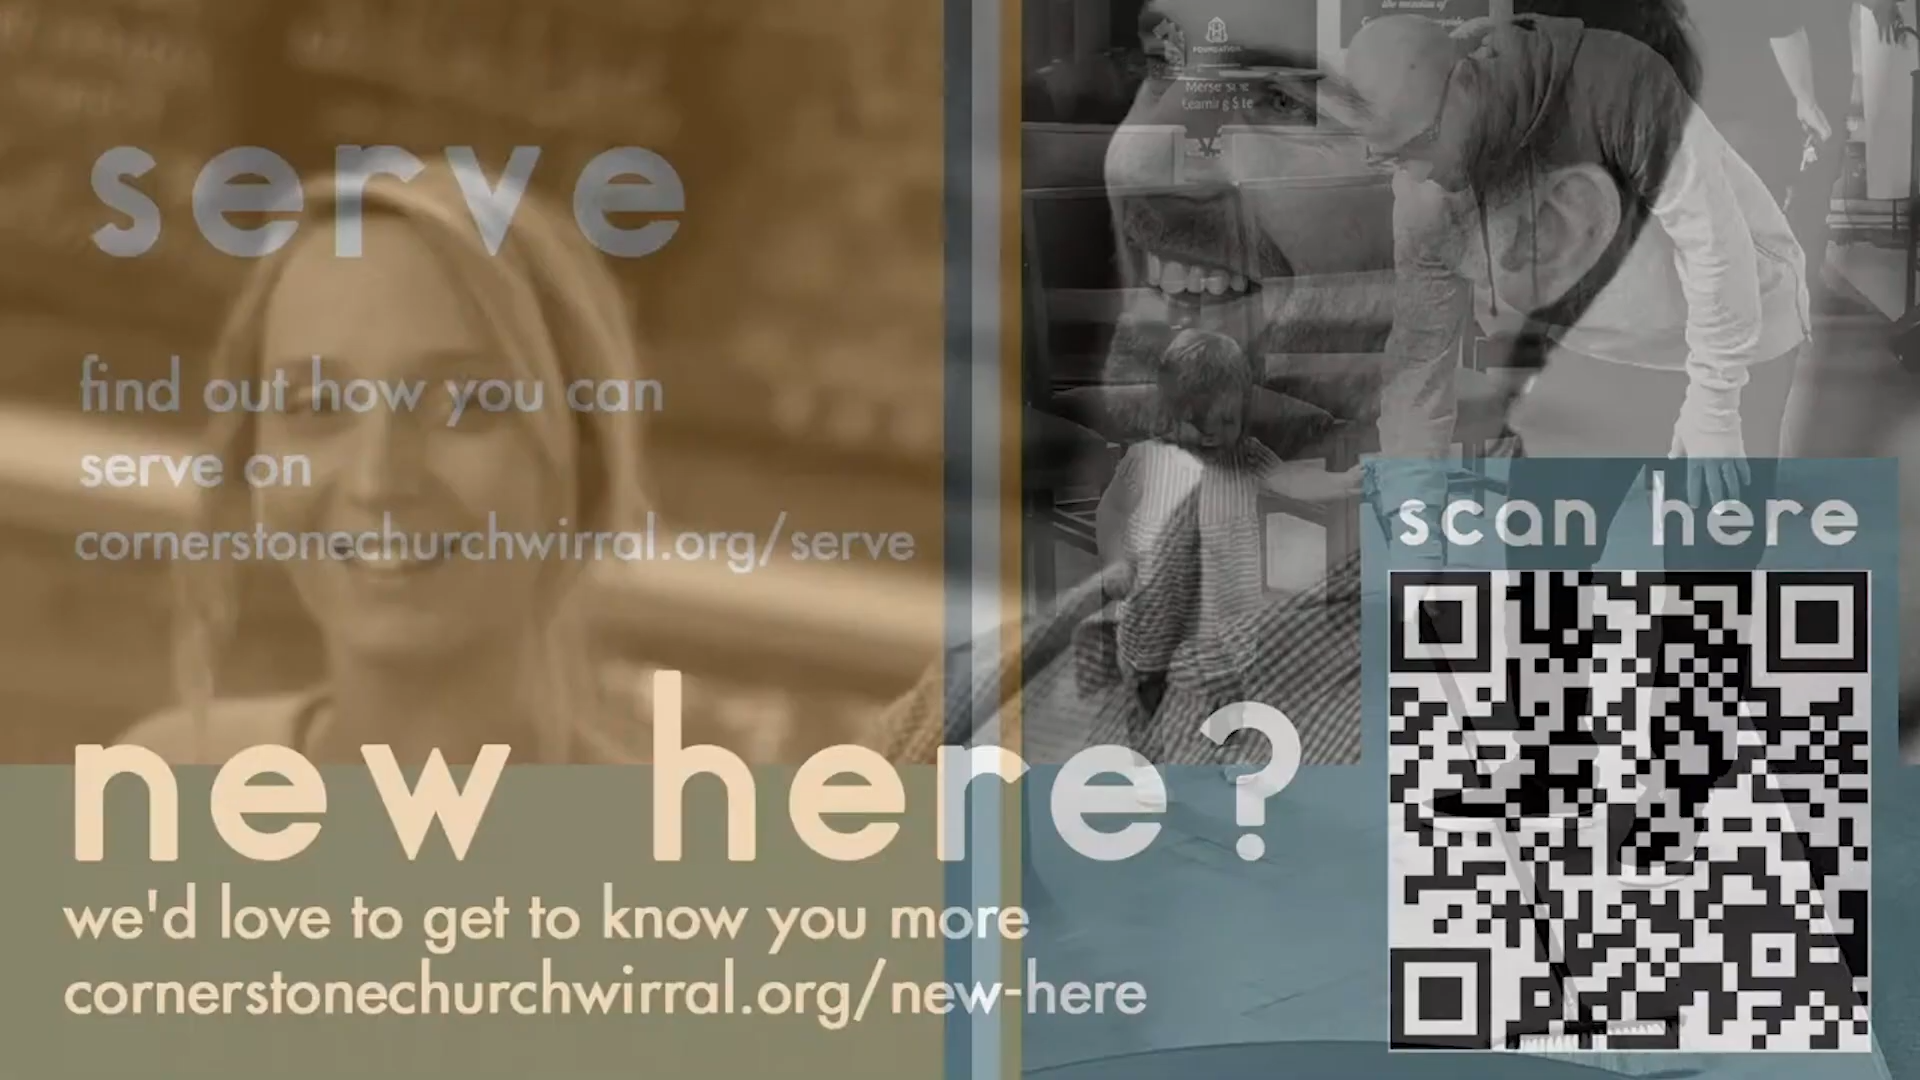 serve
find out how you can
serve on
cornerstonechurchwirral.org/serve
FOUNDATION
scan here
new here?
we'd love to get to know you more
cornerstonechurchwirral.org/new-here